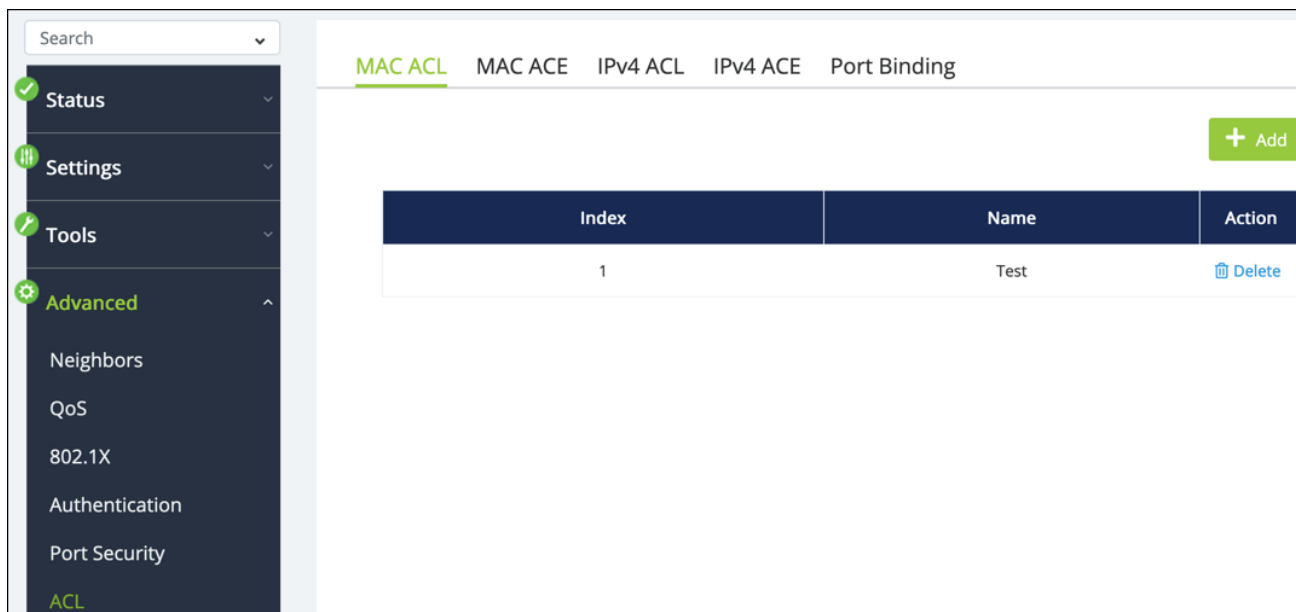 Search
Status
Settings
Tools
Advanced
Neighbors
QoS
802.1X
Authentication
Port Security
ACL
MAC ACL MAC ACE IPv4 ACL IPv4 ACE Port Binding
Add
Index Name Action
1 Test Delete